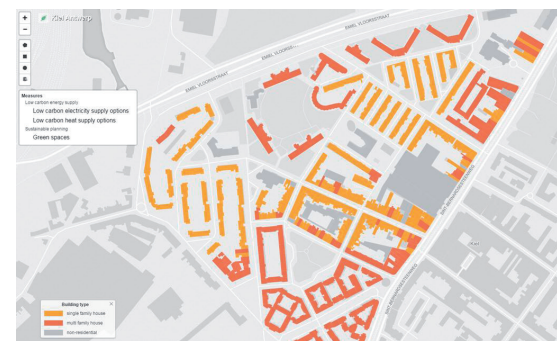 +
Kiel Antwerp
−
Measures
Low carbon energy supply
Low carbon electricity supply options
Low carbon heat supply options
Sustainable planning
Green spaces
EMIEL VLOORSSTRAAT
EMIEL VLOORSSTRAAT
Building type
single family house
multi family house
non-residential